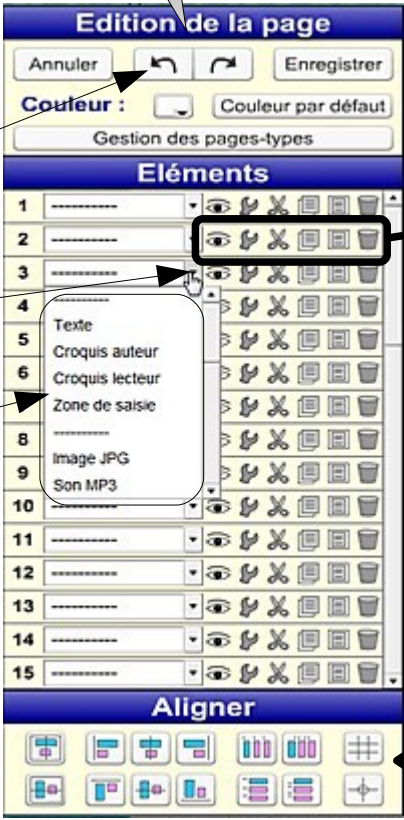 Edition de la page
Annuler Enregistrer
Couleur : Couleur par défaut
Gestion des pages-types
Eléments
1 ----------
2 ----------
3 ----------
4 ----------
5 Texte
Croquis auteur
6 Croquis lecteur
Zone de saisie
8 ----------
9 Image JPG
Son MP3
10 ----------
11 ----------
12 ----------
13 ----------
14 ----------
15 ----------
Aligner